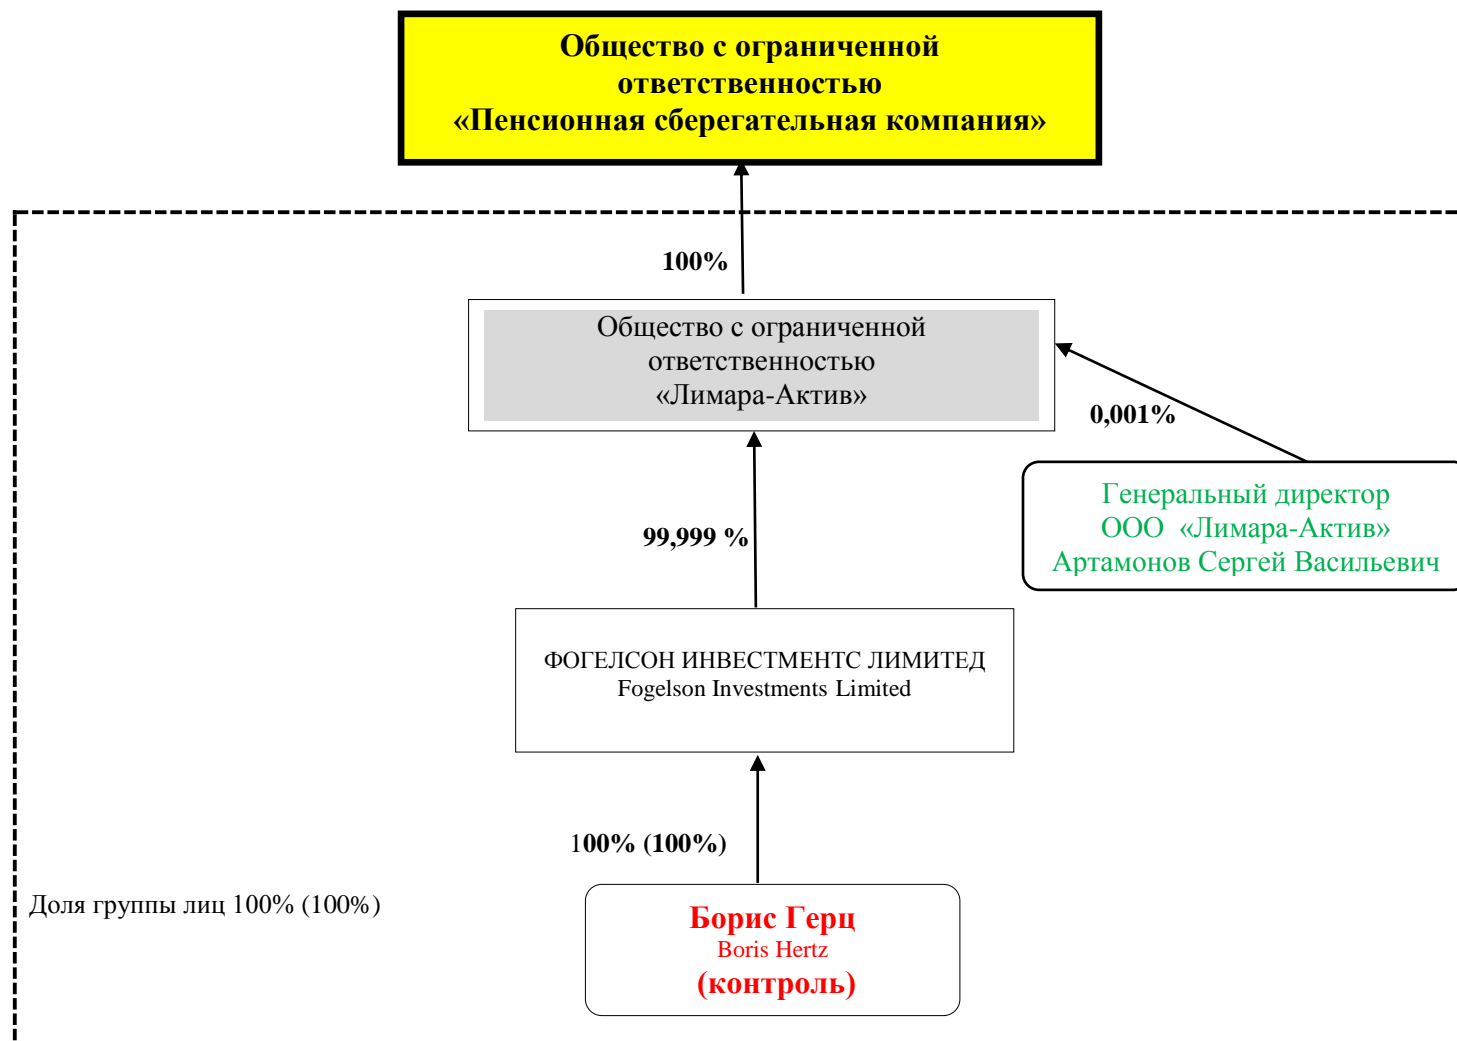 Общество с ограниченной
ответственностью
«Пенсионная сберегательная компания»
100%
Общество с ограниченной
ответственностью
«Лимара-Актив»
0,001%
Генеральный директор
ООО «Лимара-Актив»
Артамонов Сергей Васильевич
99,999 %
ФОГЕЛСОН ИНВЕСТМЕНТС ЛИМИТЕД
Fogelson Investments Limited
100% (100%)
Доля группы лиц 100% (100%)
Борис Герц
Boris Hertz
(контроль)